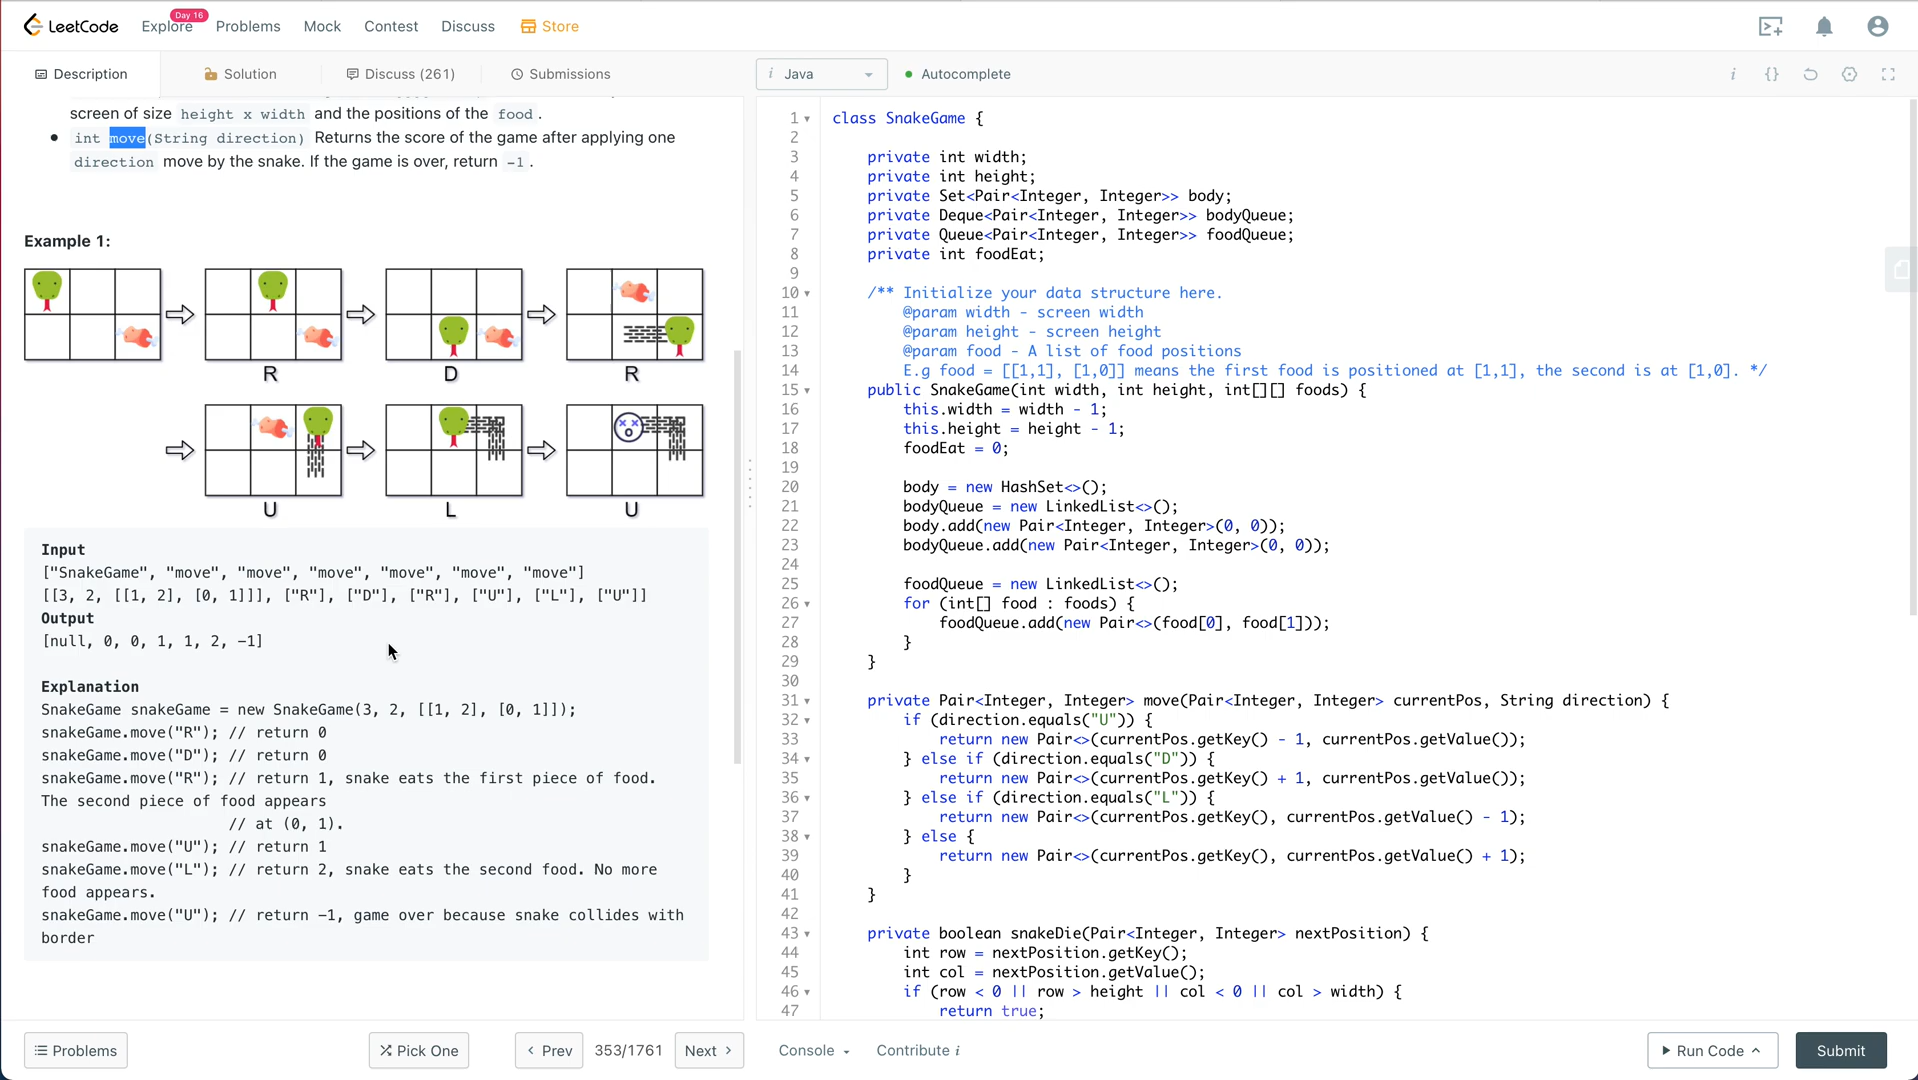 LeetCode
Explore
Day 16
Problems
Mock
Contest
Discuss
Store
Description
Solution
Discuss (261)
Submissions
screen of size height x width and the positions of the food .
int move(String direction) Returns the score of the game after applying one
direction move by the snake. If the game is over, return -1 .
Example 1:
R
D
R
U
L
U
Input
["SnakeGame", "move", "move", "move", "move", "move", "move"]
[[3, 2, [[1, 2], [0, 1]]], ["R"], ["D"], ["R"], ["U"], ["L"], ["U"]]
Output
[null, 0, 0, 1, 1, 2, -1]
Explanation
SnakeGame snakeGame = new SnakeGame(3, 2, [[1, 2], [0, 1]]);
snakeGame.move("R"); // return 0
snakeGame.move("D"); // return 0
snakeGame.move("R"); // return 1, snake eats the first piece of food.
The second piece of food appears
// at (0, 1).
snakeGame.move("U"); // return 1
snakeGame.move("L"); // return 2, snake eats the second food. No more
food appears.
snakeGame.move("U"); // return -1, game over because snake collides with
border
Problems
Pick One
Prev
353/1761
Next
i Java
Autocomplete
i
{}
1 class SnakeGame {
2
3 private int width;
4 private int height;
5 private Set<Pair<Integer, Integer>> body;
6 private Deque<Pair<Integer, Integer>> bodyQueue;
7 private Queue<Pair<Integer, Integer>> foodQueue;
8 private int foodEat;
9
10 /** Initialize your data structure here.
11 @param width - screen width
12 @param height - screen height
13 @param food - A list of food positions
14 E.g food = [[1,1], [1,0]] means the first food is positioned at [1,1], the second is at [1,0]. */
15 public SnakeGame(int width, int height, int[][] foods) {
16 this.width = width - 1;
17 this.height = height - 1;
18 foodEat = 0;
19
20 body = new HashSet<>();
21 bodyQueue = new LinkedList<>();
22 body.add(new Pair<Integer, Integer>(0, 0));
23 bodyQueue.add(new Pair<Integer, Integer>(0, 0));
24
25 foodQueue = new LinkedList<>();
26 for (int[] food : foods) {
27 foodQueue.add(new Pair<>(food[0], food[1]));
28 }
29 }
30
31 private Pair<Integer, Integer> move(Pair<Integer, Integer> currentPos, String direction) {
32 if (direction.equals("U")) {
33 return new Pair<>(currentPos.getKey() - 1, currentPos.getValue());
34 } else if (direction.equals("D")) {
35 return new Pair<>(currentPos.getKey() + 1, currentPos.getValue());
36 } else if (direction.equals("L")) {
37 return new Pair<>(currentPos.getKey(), currentPos.getValue() - 1);
38 } else {
39 return new Pair<>(currentPos.getKey(), currentPos.getValue() + 1);
40 }
41 }
42
43 private boolean snakeDie(Pair<Integer, Integer> nextPosition) {
44 int row = nextPosition.getKey();
45 int col = nextPosition.getValue();
46 if (row < 0 || row > height || col < 0 || col > width) {
47 return true;
Console
Contribute i
Run Code
Submit